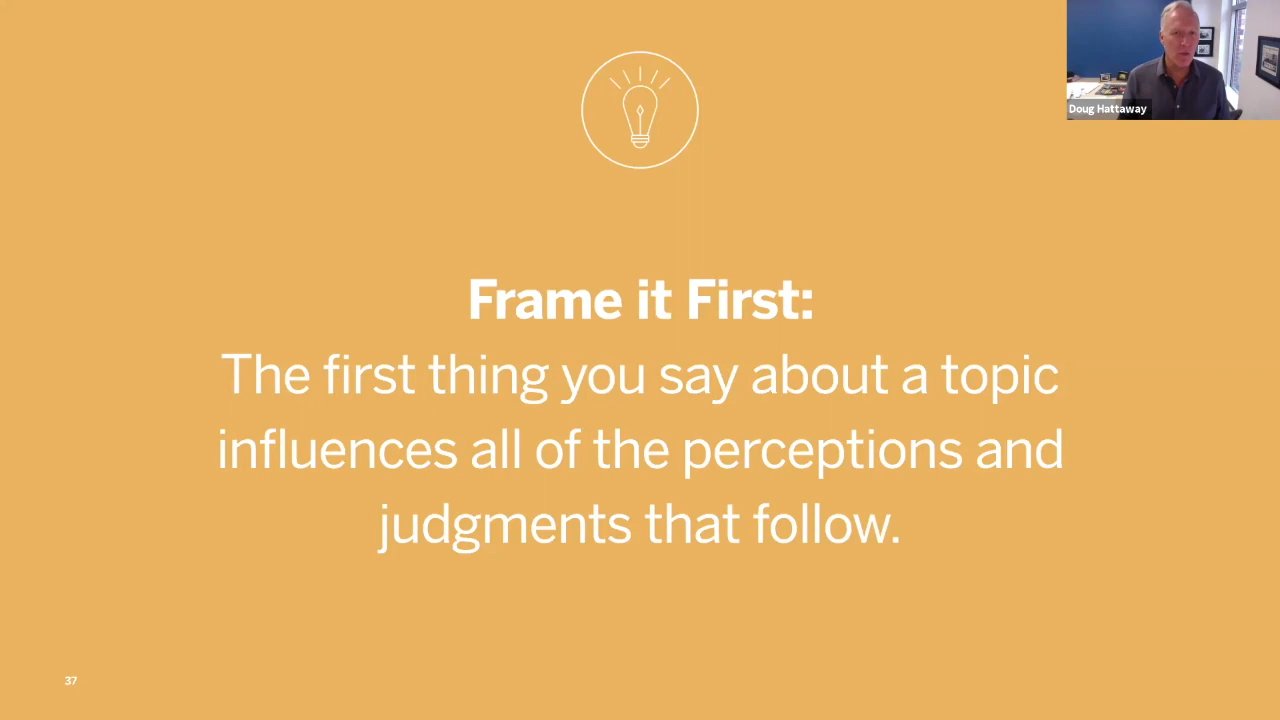 Doug Hattaway
Frame it First:
The first thing you say about a topic
influences all of the perceptions and
judgments that follow.
37